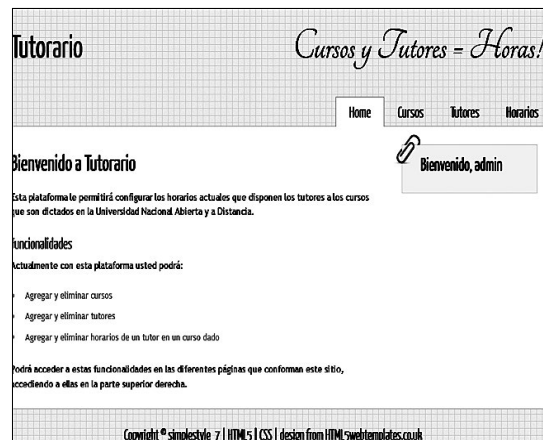 Tutorario
Cursos y Tutores = Horas!
Home Cursos Tutores Horarios
Bienvenido a Tutorario
Bienvenido, admin
Esta plataforma le permitirá configurar los horarios actuales que disponen los tutores a los cursos
que son dictados en la Universidad Nacional Abierta y a Distancia.
Funcionalidades
Actualmente con esta plataforma usted podrá:
Agregar y eliminar cursos
Agregar y eliminar tutores
Agregar y eliminar horarios de un tutor en un curso dado
Podrá acceder a estas funcionalidades en las diferentes páginas que conforman este sitio,
accediendo a ellas en la parte superior derecha.
Copyright © simplestyle_7 | HTML5 | CSS | design from HTML5webtemplates.co.uk